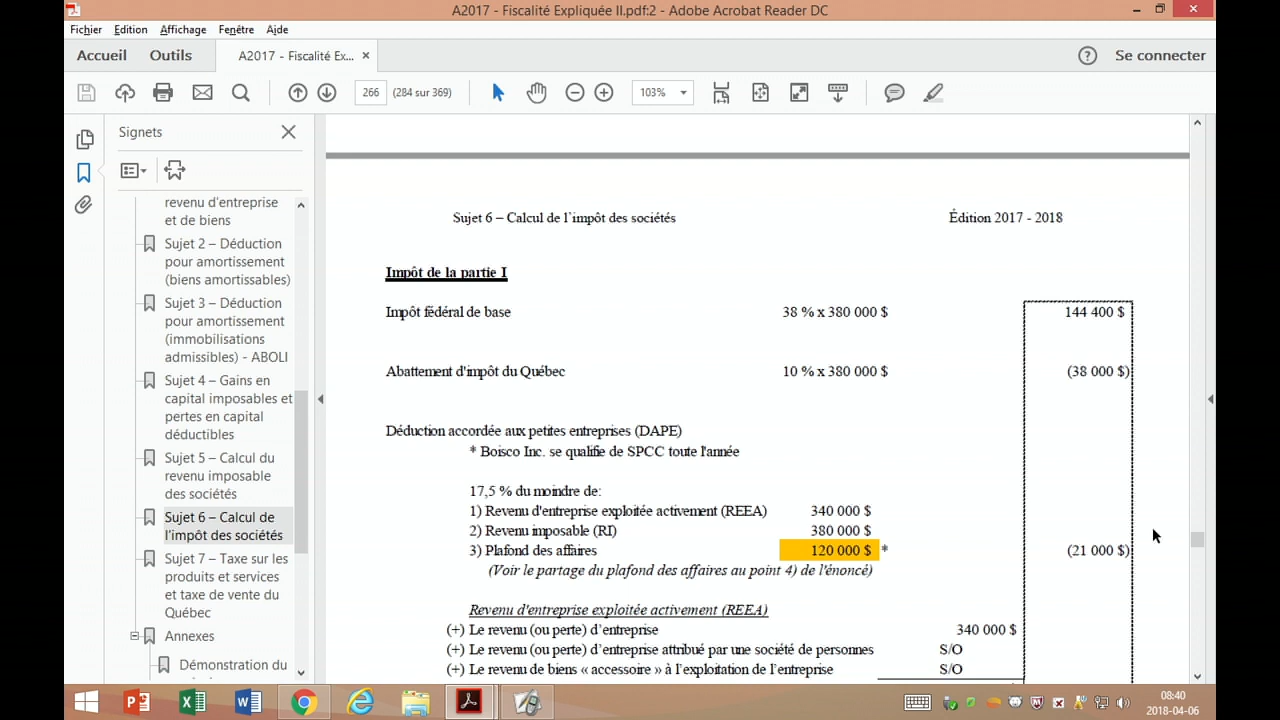 A2017 - Fiscalité Expliquée II.pdf:2 - Adobe Acrobat Reader DC
Fichier Edition Affichage Fenêtre Aide
Accueil Outils A2017 - Fiscalité Ex... × Se connecter
266 (284 sur 369) 103%
Signets
revenu d'entreprise
et de biens
Sujet 2 – Déduction
pour amortissement
(biens amortissables)
Sujet 3 – Déduction
pour amortissement
(immobilisations
admissibles) - ABOLI
Sujet 4 – Gains en
capital imposables et
pertes en capital
déductibles
Sujet 5 – Calcul du
revenu imposable
des sociétés
Sujet 6 – Calcul de
l'impôt des sociétés
Sujet 7 – Taxe sur les
produits et services
et taxe de vente du
Québec
Annexes
Démonstration du
Sujet 6 – Calcul de l'impôt des sociétés Édition 2017 - 2018
Impôt de la partie I
Impôt fédéral de base 38 % x 380 000 $ 144 400 $
Abattement d'impôt du Québec 10 % x 380 000 $ (38 000 $)
Déduction accordée aux petites entreprises (DAPE)
* Boisco Inc. se qualifie de SPCC toute l'année
17,5 % du moindre de:
1) Revenu d'entreprise exploitée activement (REEA) 340 000 $
2) Revenu imposable (RI) 380 000 $
3) Plafond des affaires 120 000 $ * (21 000 $)
(Voir le partage du plafond des affaires au point 4) de l'énoncé)
Revenu d'entreprise exploitée activement (REEA)
(+) Le revenu (ou perte) d'entreprise 340 000 $
(+) Le revenu (ou perte) d'entreprise attribué par une société de personnes S/O
(+) Le revenu de biens « accessoire » à l'exploitation de l'entreprise S/O
08:40
2018-04-06